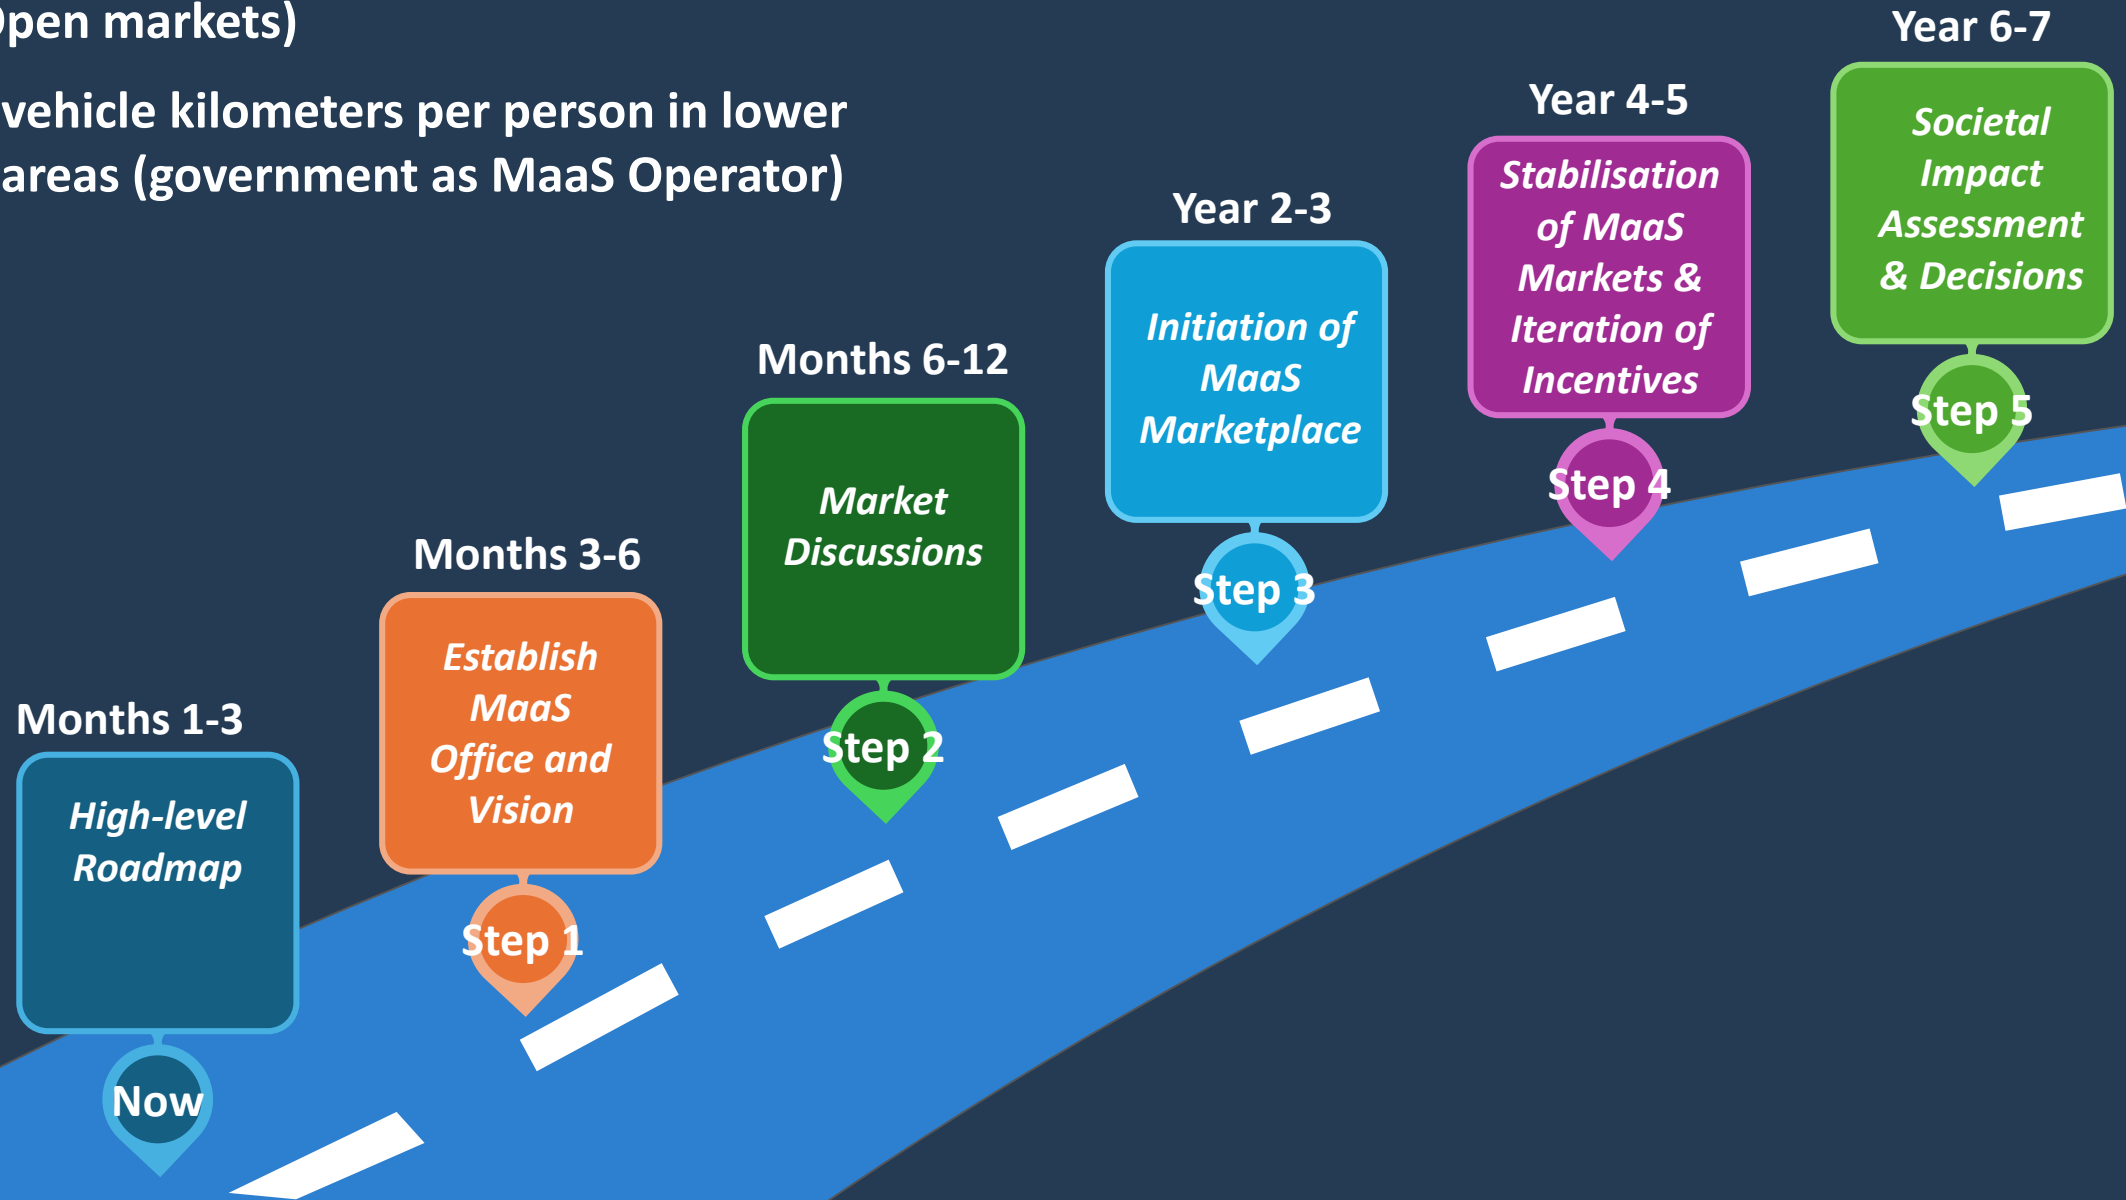 pen markets)
vehicle kilometers per person in lower
areas (government as MaaS Operator)
Months 1-3
High-level
Roadmap
Now
Months 3-6
Establish
MaaS
Office and
Vision
Step 1
Months 6-12
Market
Discussions
Step 2
Year 2-3
Initiation of
MaaS
Marketplace
Step 3
Year 4-5
Stabilisation
of MaaS
Markets &
Iteration of
Incentives
Step 4
Year 6-7
Societal
Impact
Assessment
& Decisions
Step 5